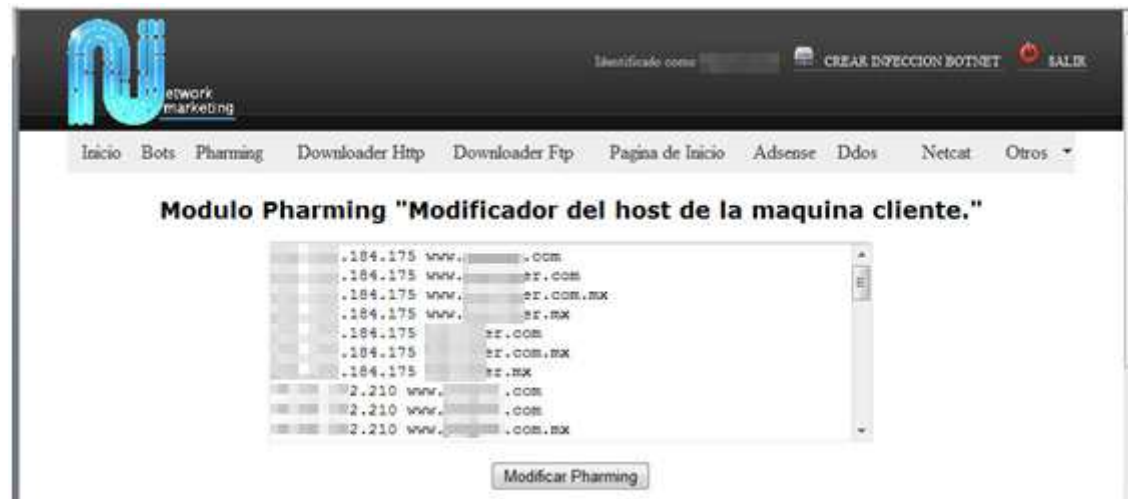 etwork
marketing
Identificado como
CREAR INFECCION BOTNET
SALIR
Inicio Bots Pharming Downloader Http Downloader Ftp Pagina de Inicio Adsense Ddos Netcat Otros
Modulo Pharming "Modificador del host de la maquina cliente."
.184.175 www. .com
.184.175 www. er.com
.184.175 www. er.com.mx
.184.175 www. er.mx
.184.175 er.com
.184.175 er.com.mx
.184.175 er.mx
2.210 www. .com
2.210 www. .com
2.210 www. .com.mx
Modificar Pharming